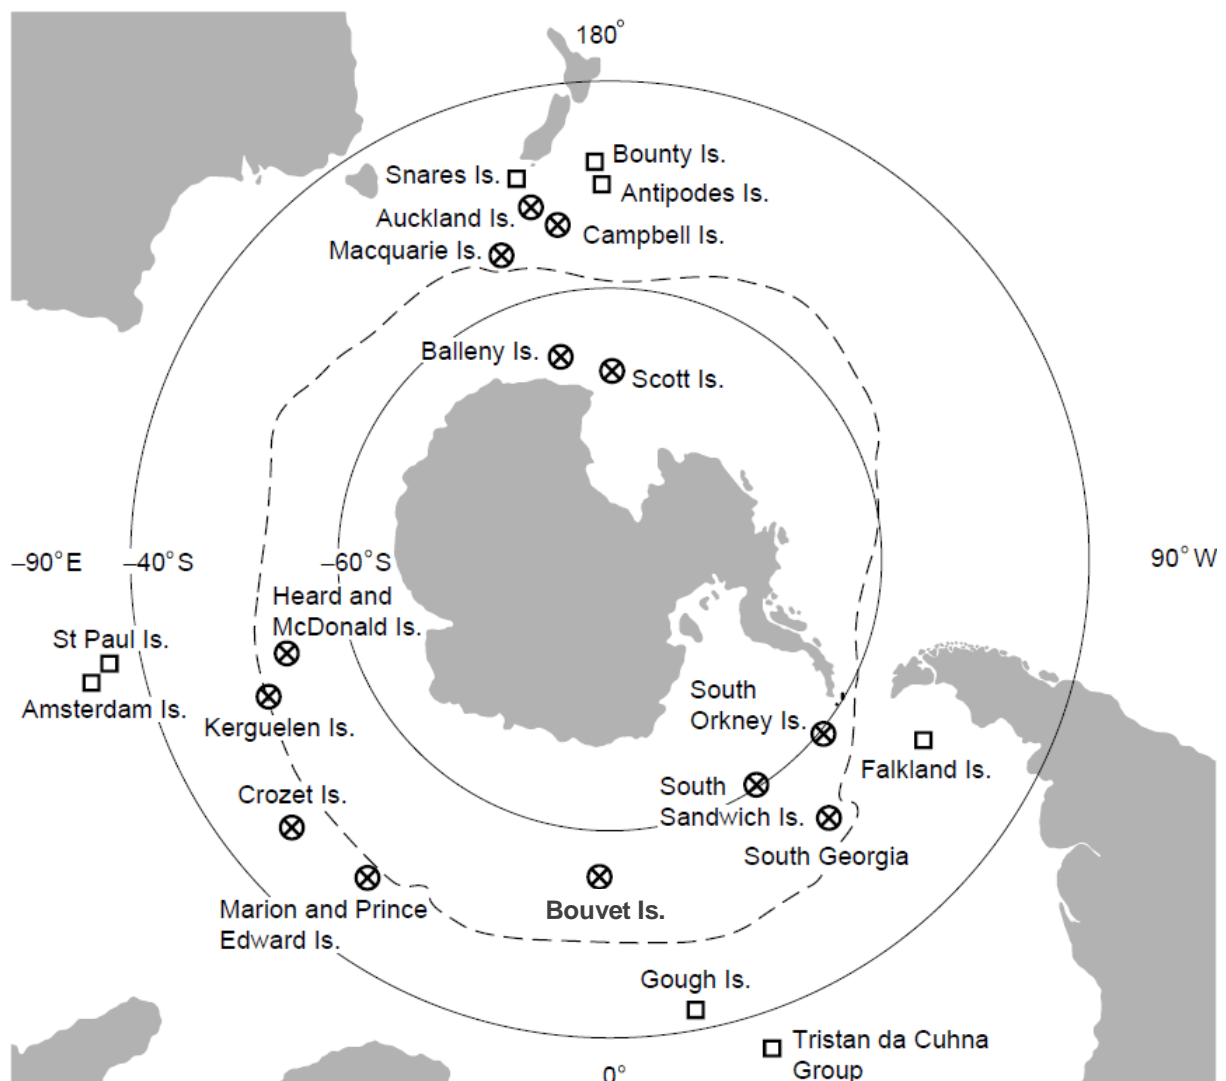 180°
Bounty Is.
Snares Is.
Antipodes Is.
Auckland Is.
Campbell Is.
Macquarie Is.
Balleny Is.
Scott Is.
–90°E
–40°S
–60°S
90°W
Heard and
McDonald Is.
St Paul Is.
Amsterdam Is.
Kerguelen Is.
South
Orkney Is.
Falkland Is.
Crozet Is.
South
Sandwich Is.
South Georgia
Marion and Prince
Edward Is.
Bouvet Is.
Gough Is.
Tristan da Cuhna
Group
0°